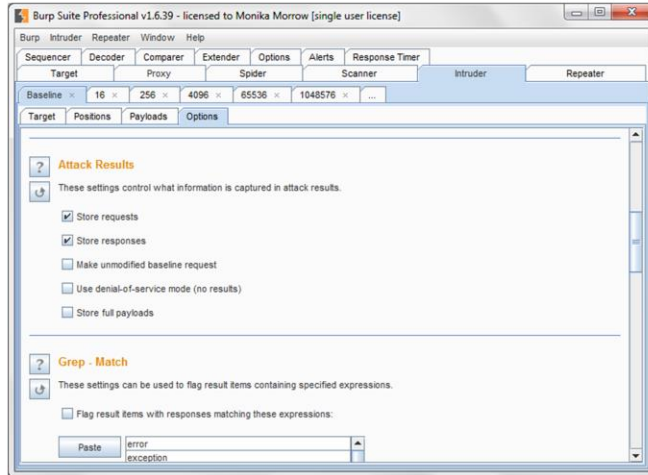 Burp Suite Professional v1.6.39 - licensed to Monika Morrow [single user license]
Burp Intruder Repeater Window Help
Sequencer Decoder Comparer Extender Options Alerts Response Timer
Target Proxy Spider Scanner Intruder Repeater
Baseline × 16 × 256 × 4096 × 65536 × 1048576 × ...
Target Positions Payloads Options
? Attack Results
These settings control what information is captured in attack results.
Store requests
Store responses
Make unmodified baseline request
Use denial-of-service mode (no results)
Store full payloads
? Grep - Match
These settings can be used to flag result items containing specified expressions.
Flag result items with responses matching these expressions:
Paste error
exception